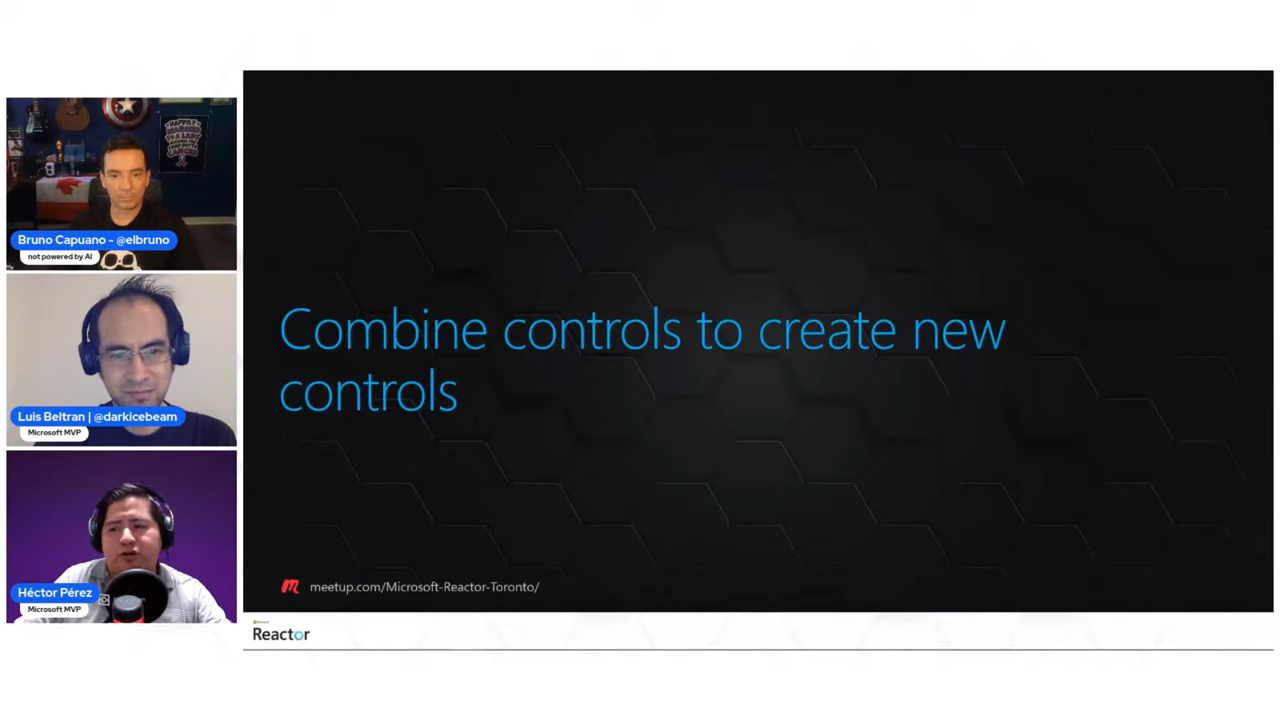 Bruno Capuano - @elbruno
not powered by AI
Luis Beltran | @darkicebeam
Microsoft MVP
Héctor Pérez
Microsoft MVP
Combine controls to create new
controls
meetup.com/Microsoft-Reactor-Toronto/
Reactor